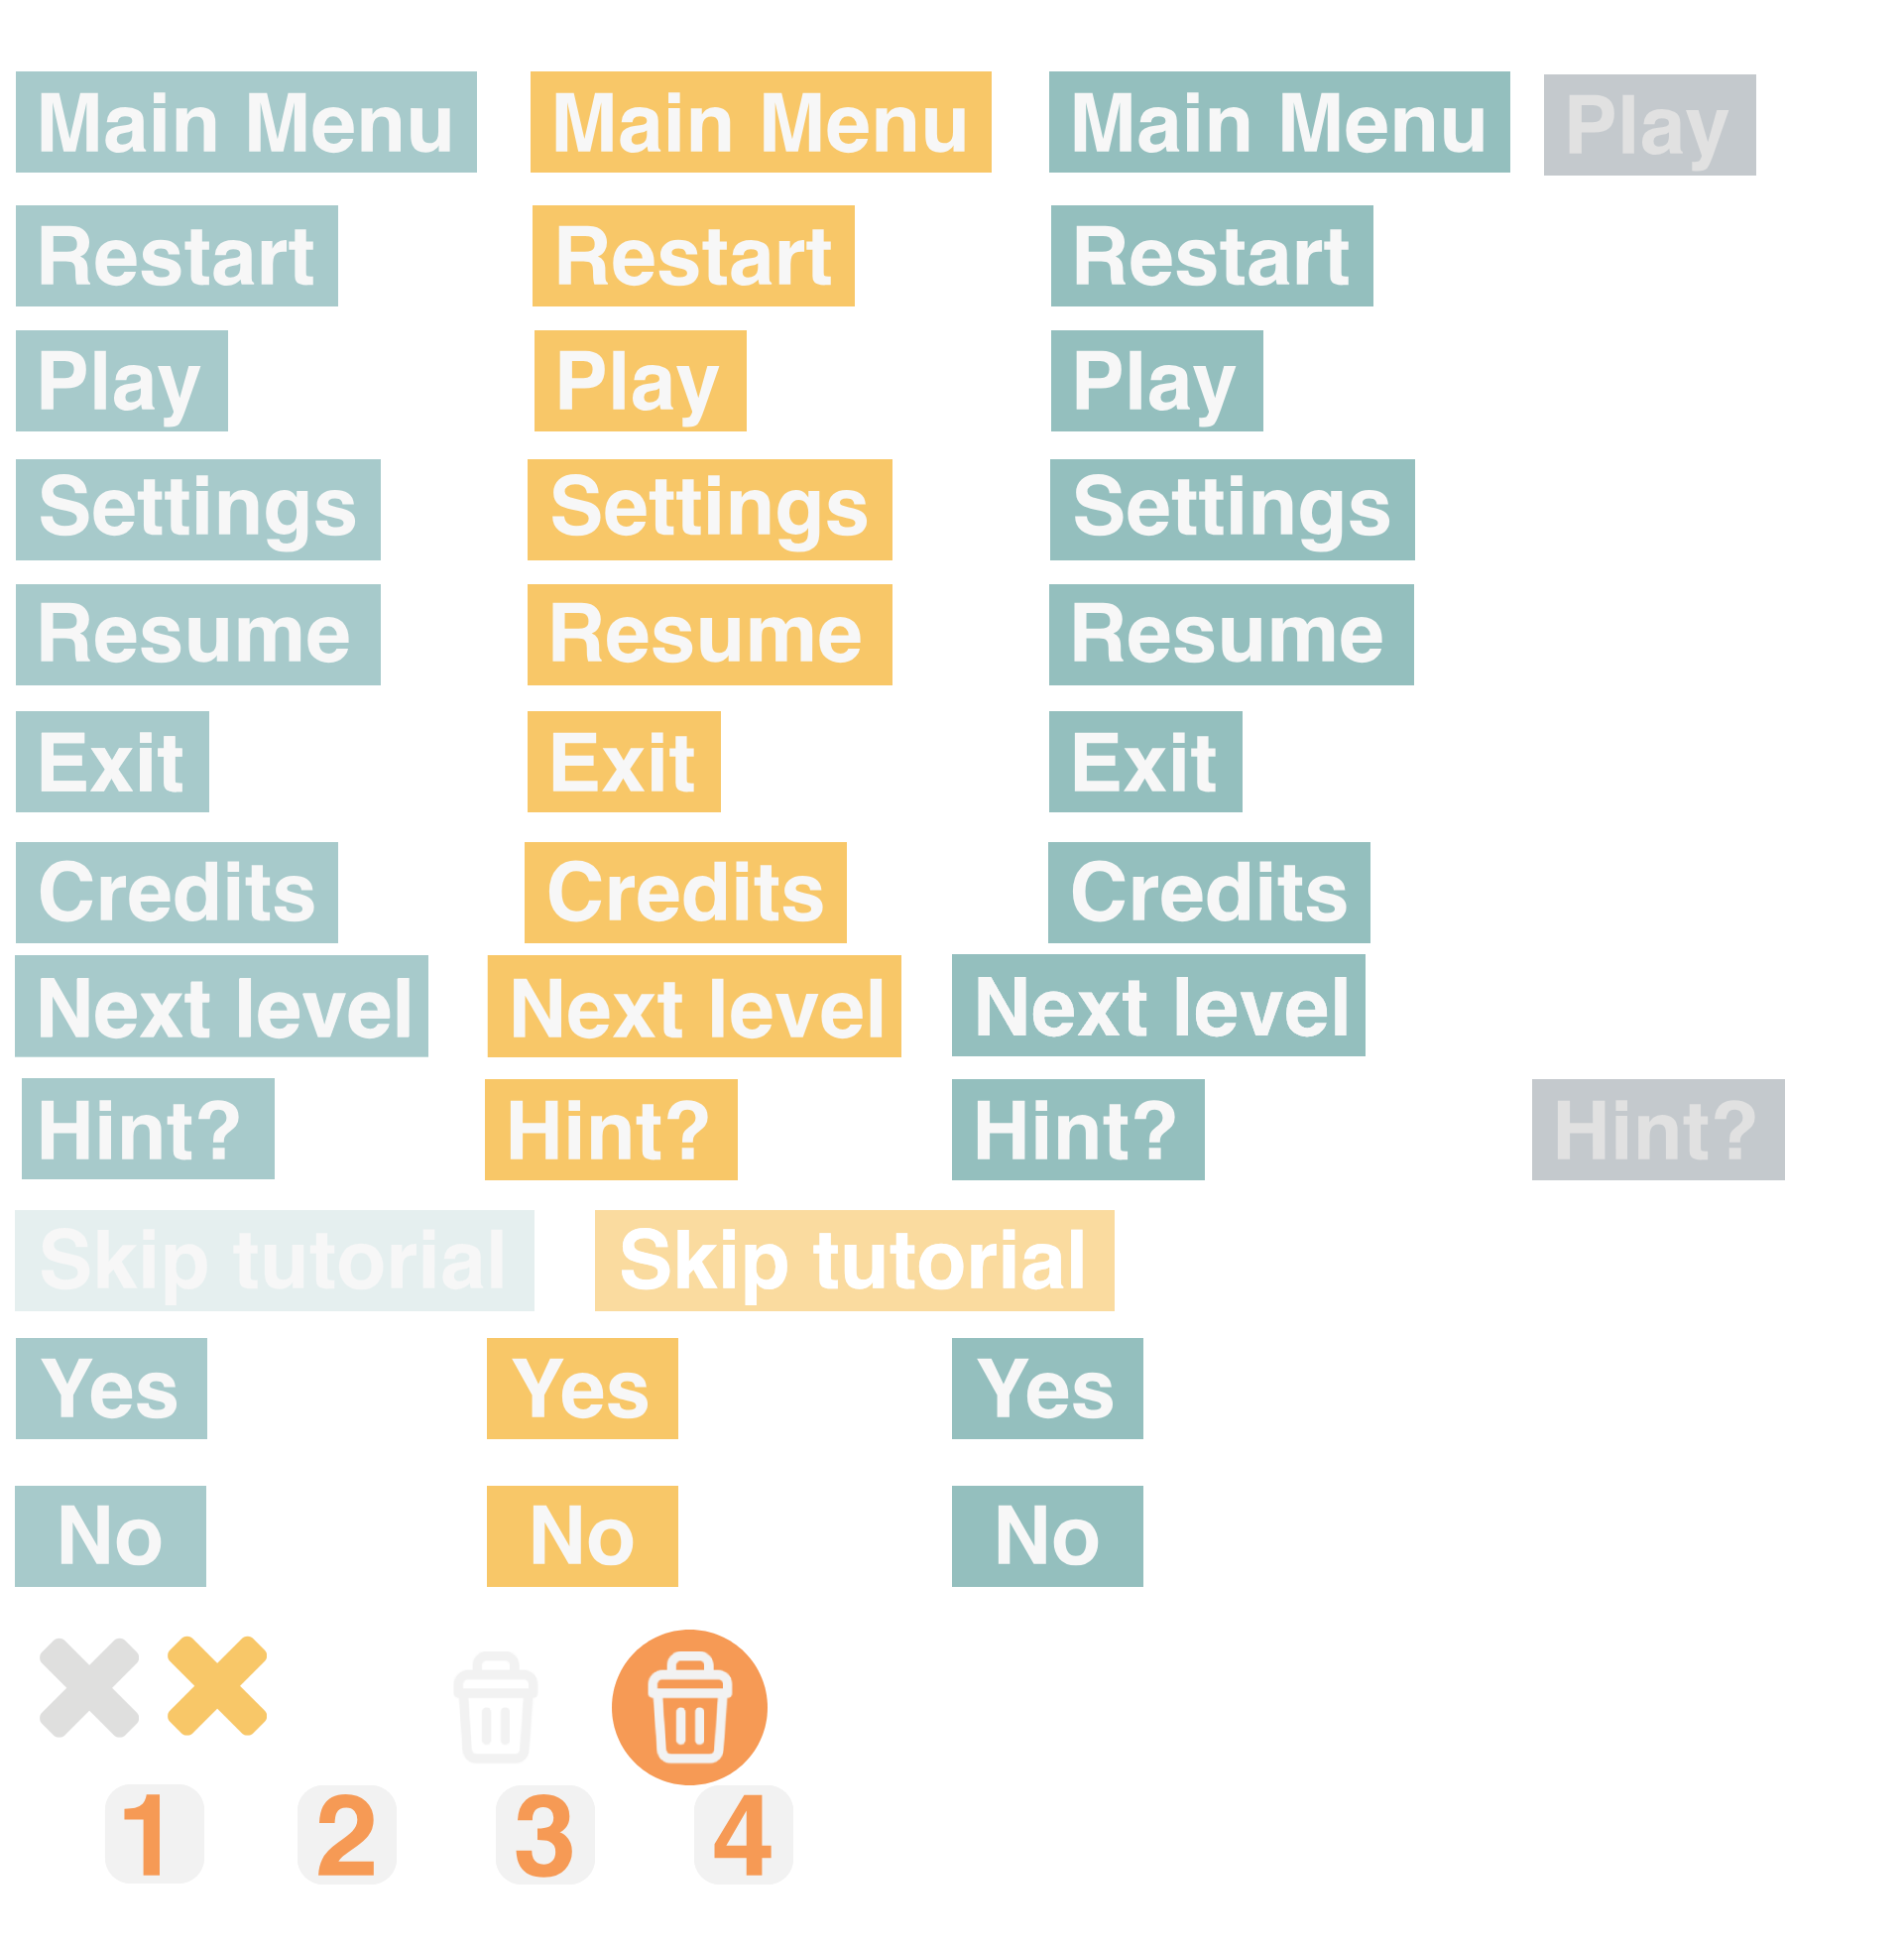 Main Menu Main Menu Main Menu Play
Restart Restart Restart
Play Play Play
Settings Settings Settings
Resume Resume Resume
Exit Exit Exit
Credits Credits Credits
Next level Next level Next level
Hint? Hint? Hint? Hint?
Skip tutorial Skip tutorial
Yes Yes Yes
No No No
1 2 3 4